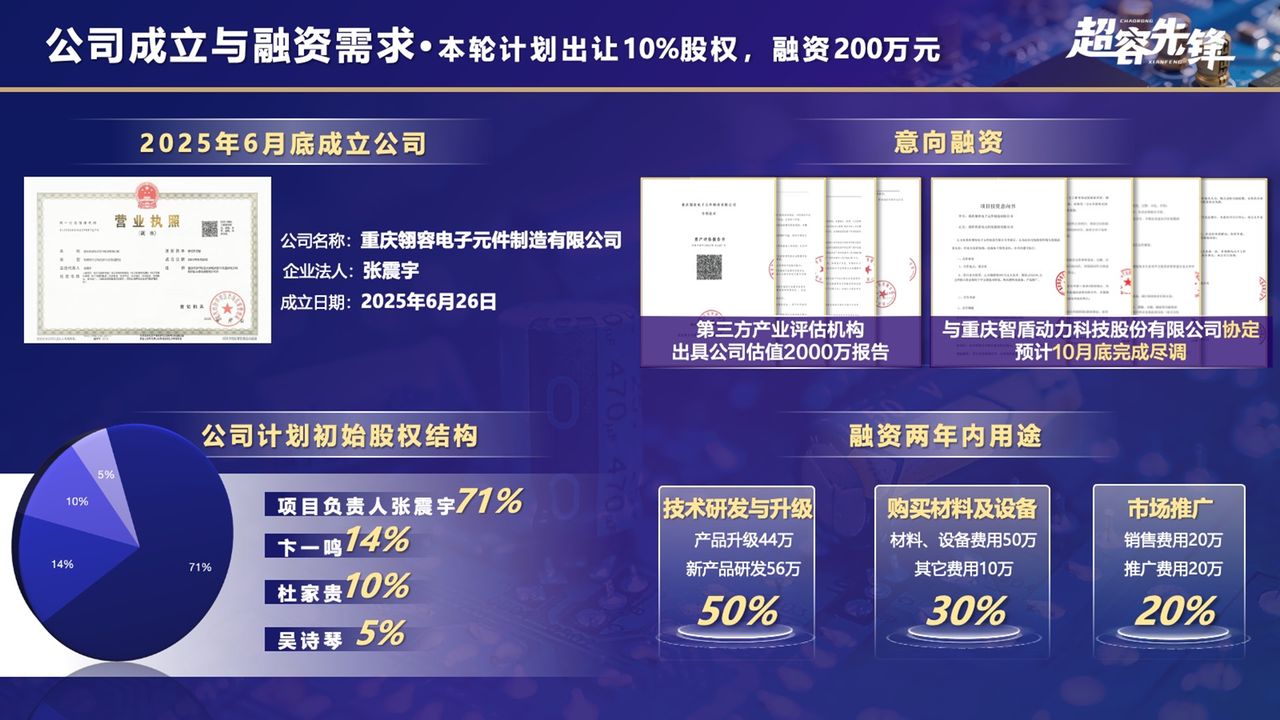 公司成立与融资需求•本轮计划出让10%股权，融资200万元
CHAORONG
超容先锋
XIANFENG
2025年6月底成立公司
营业执照
公司名称：重庆翎容电子元件制造有限公司
企业法人：张震宇
成立日期：2025年6月26日
意向融资
项目投资意向书
第三方产业评估机构
出具公司估值2000万报告
与重庆智盾动力科技股份有限公司协定
预计10月底完成尽调
公司计划初始股权结构
5%
10%
14%
71%
项目负责人张震宇71%
卞一鸣14%
杜家贵10%
吴诗琴 5%
融资两年内用途
技术研发与升级
产品升级44万
新产品研发56万
50%
购买材料及设备
材料、设备费用50万
其它费用10万
30%
市场推广
销售费用20万
推广费用20万
20%